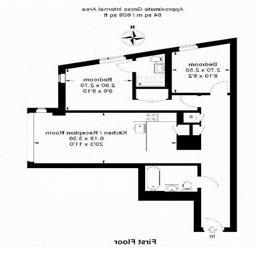 Approximate Gross Internal Area
64 sq m / 609 sq ft
N
Bedroom
2.70 x 2.50
8'10 x 8'2
Bedroom
2.90 x 2.70
9'6 x 8'10
Kitchen / Reception Room
6.18 x 3.36
20'3 x 11'0
In
First Floor